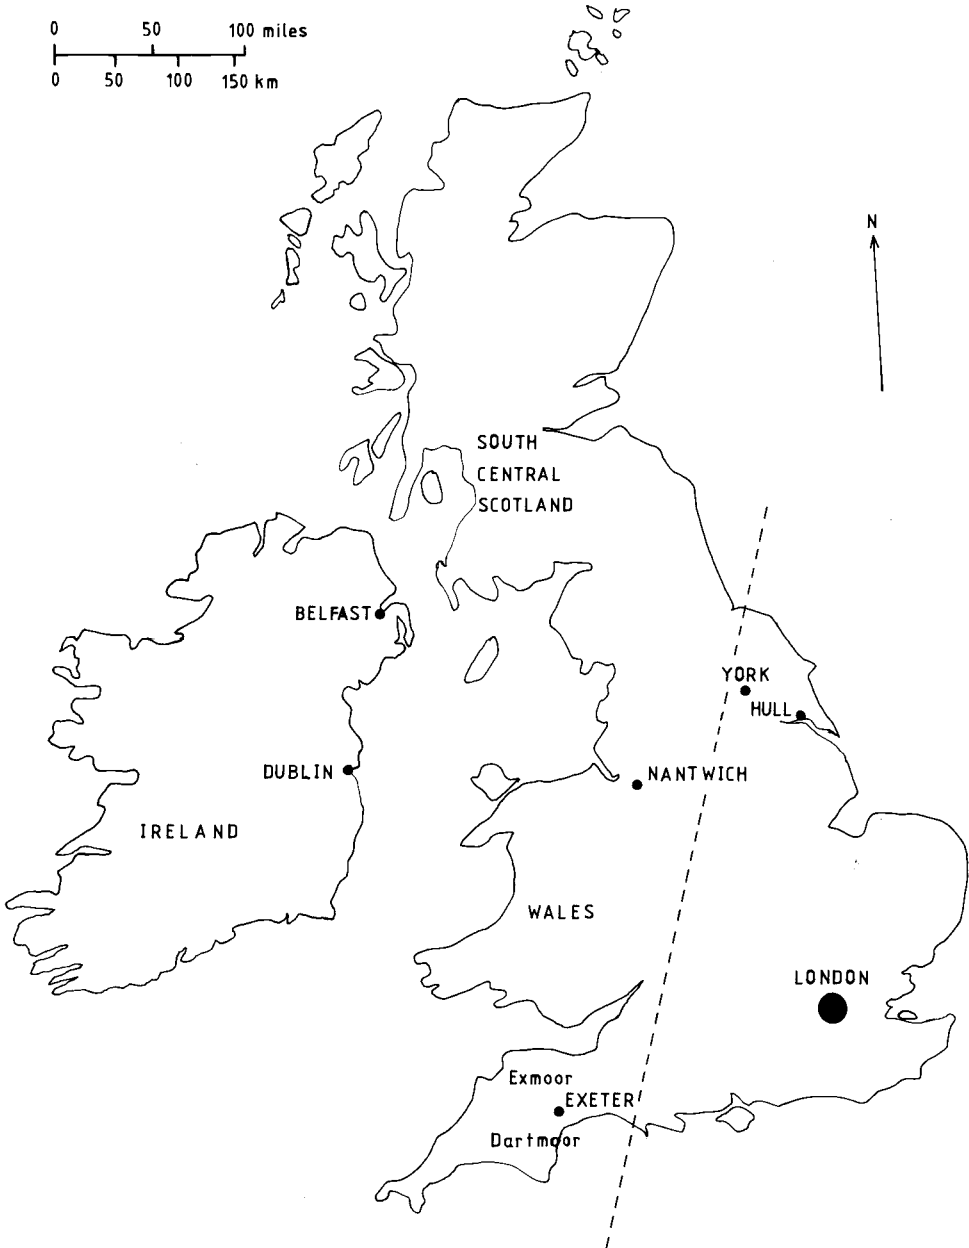 0 50 100 miles
0 50 100 150 km
N
SOUTH
CENTRAL
SCOTLAND
BELFAST
YORK
HULL
DUBLIN
NANTWICH
IRELAND
WALES
LONDON
Exmoor
EXETER
Dartmoor